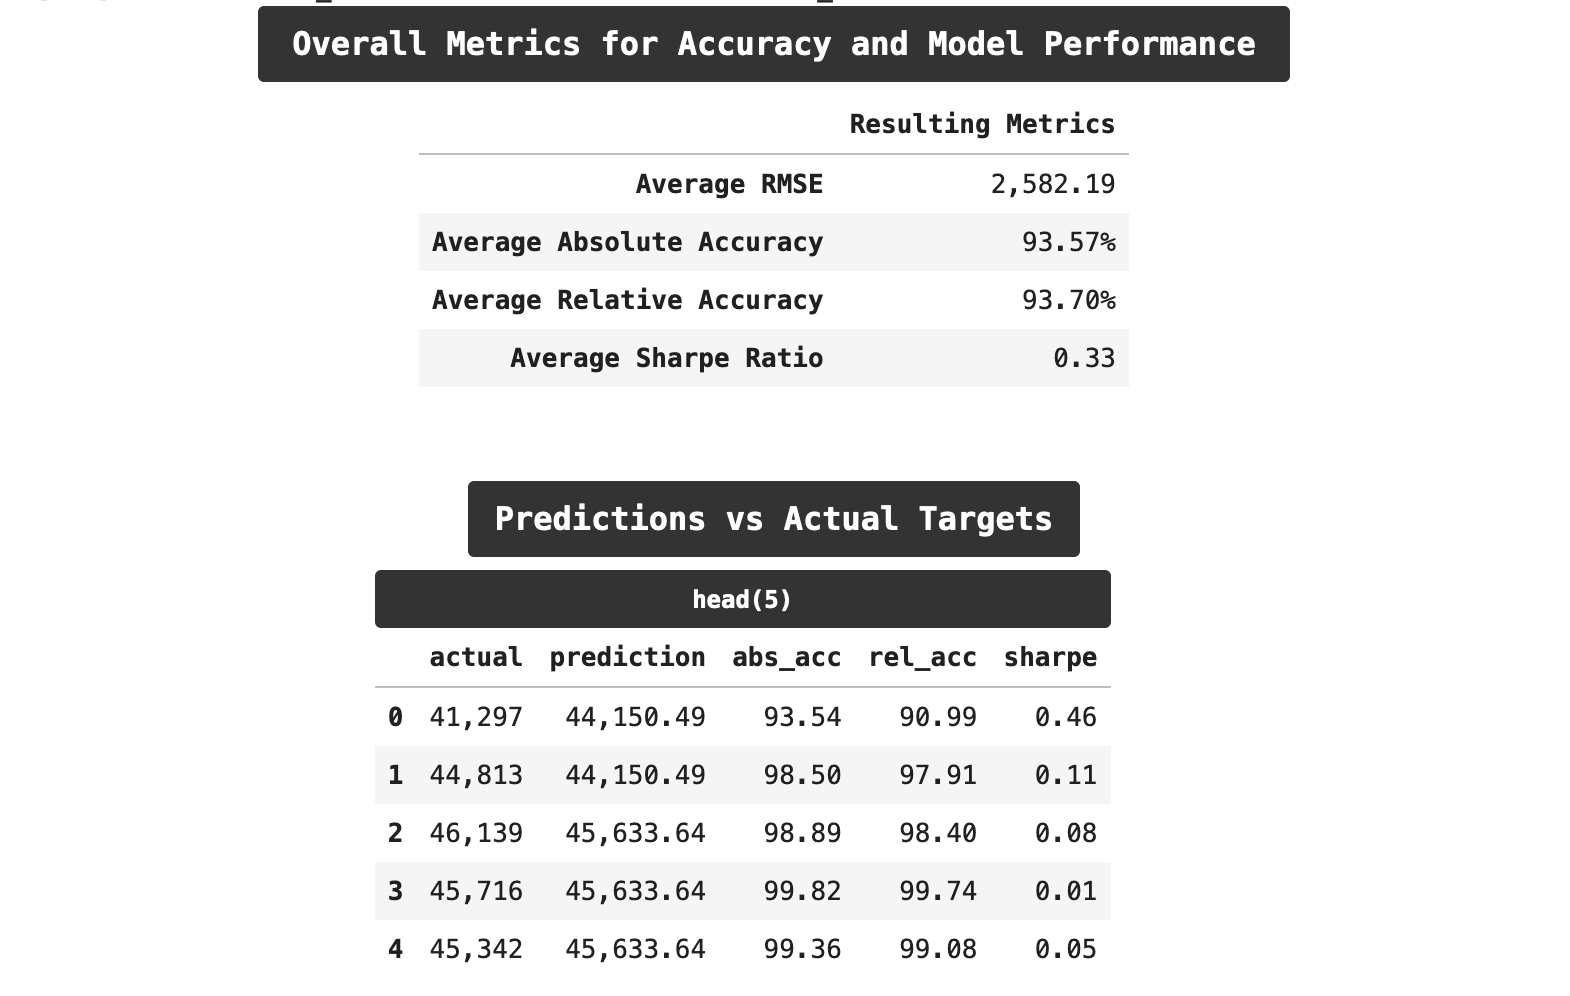 Overall Metrics for Accuracy and Model Performance
Resulting Metrics
Average RMSE 2,582.19
Average Absolute Accuracy 93.57%
Average Relative Accuracy 93.70%
Average Sharpe Ratio 0.33
Predictions vs Actual Targets
head(5)
actual prediction abs_acc rel_acc sharpe
0 41,297 44,150.49 93.54 90.99 0.46
1 44,813 44,150.49 98.50 97.91 0.11
2 46,139 45,633.64 98.89 98.40 0.08
3 45,716 45,633.64 99.82 99.74 0.01
4 45,342 45,633.64 99.36 99.08 0.05